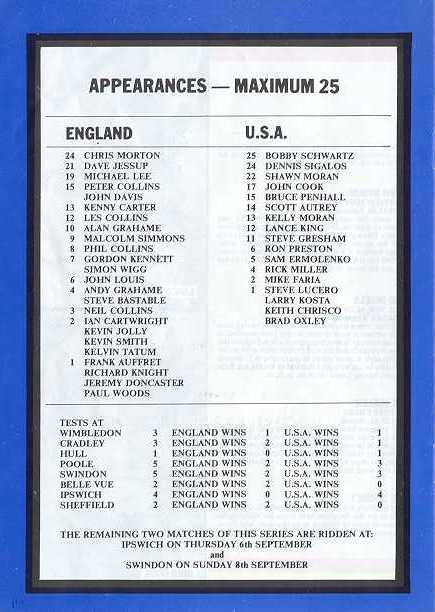 APPEARANCES — MAXIMUM 25
ENGLAND
24 CHRIS MORTON
21 DAVE JESSUP
19 MICHAEL LEE
15 PETER COLLINS
JOHN DAVIS
13 KENNY CARTER
12 LES COLLINS
10 ALAN GRAHAME
9 MALCOLM SIMMONS
8 PHIL COLLINS
7 GORDON KENNETT
SIMON WIGG
6 JOHN LOUIS
4 ANDY GRAHAME
STEVE BASTABLE
3 NEIL COLLINS
2 IAN CARTWRIGHT
KEVIN JOLLY
KEVIN SMITH
KELVIN TATUM
1 FRANK AUFFRET
RICHARD KNIGHT
JEREMY DONCASTER
PAUL WOODS
U.S.A.
25 BOBBY SCHWARTZ
24 DENNIS SIGALOS
22 SHAWN MORAN
17 JOHN COOK
15 BRUCE PENHALL
14 SCOTT AUTREY
13 KELLY MORAN
12 LANCE KING
11 STEVE GRESHAM
6 RON PRESTON
5 SAM ERMOLENKO
4 RICK MILLER
2 MIKE FARIA
1 STEVE LUCERO
LARRY KOSTA
KEITH CHRISCO
BRAD OXLEY
TESTS AT
WIMBLEDON 3 ENGLAND WINS 1 U.S.A. WINS 1
CRADLEY 3 ENGLAND WINS 2 U.S.A. WINS 1
HULL 1 ENGLAND WINS 0 U.S.A. WINS 1
POOLE 5 ENGLAND WINS 2 U.S.A. WINS 3
SWINDON 5 ENGLAND WINS 2 U.S.A. WINS 3
BELLE VUE 2 ENGLAND WINS 2 U.S.A. WINS 0
IPSWICH 4 ENGLAND WINS 0 U.S.A. WINS 4
SHEFFIELD 2 ENGLAND WINS 2 U.S.A. WINS 0
THE REMAINING TWO MATCHES OF THIS SERIES ARE RIDDEN AT:
IPSWICH ON THURSDAY 6th SEPTEMBER
and
SWINDON ON SUNDAY 8th SEPTEMBER